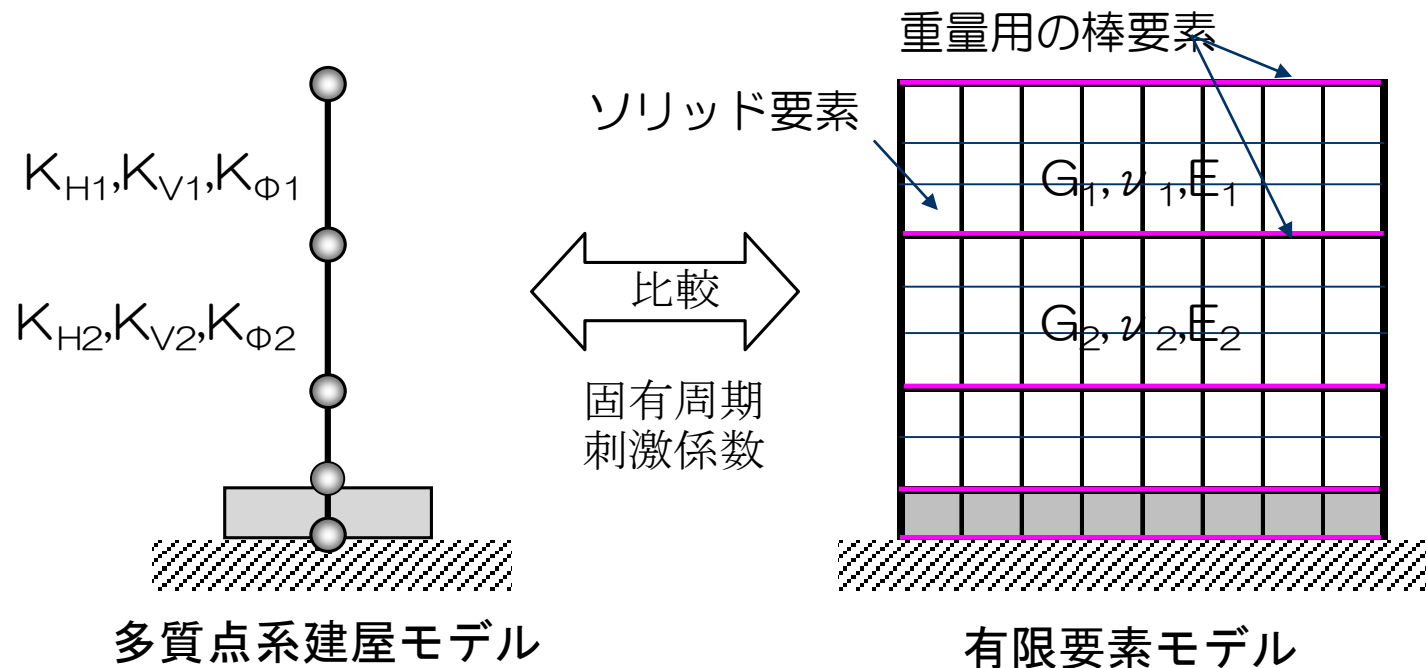 重量用の棒要素
ソリッド要素
KH1,KV1,KΦ1
G1,ν1,E1
比較
KH2,KV2,KΦ2
G2,ν2,E2
固有周期
刺激係数
多質点系建屋モデル
有限要素モデル